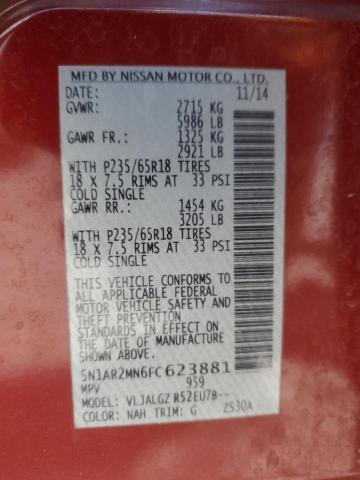 MFD BY NISSAN MOTOR CO., LTD.
DATE: 11/14
GVWR: 2715 KG
5986 LB
GAWR FR.: 1325 KG
2921 LB
WITH P235/65R18 TIRES
18 X 7.5 RIMS AT 33 PSI
COLD SINGLE
GAWR RR.: 1454 KG
3205 LB
WITH P235/65R18 TIRES
18 X 7.5 RIMS AT 33 PSI
COLD SINGLE
THIS VEHICLE CONFORMS TO
ALL APPLICABLE FEDERAL
MOTOR VEHICLE SAFETY AND
THEFT PREVENTION
STANDARDS IN EFFECT ON
THE DATE OF MANUFACTURE
SHOWN ABOVE.
5N1AR2MN6FC623881
MPV 959
MODEL: VLJALGZ R52EU7B--
COLOR: NAH TRIM: G ZS30A